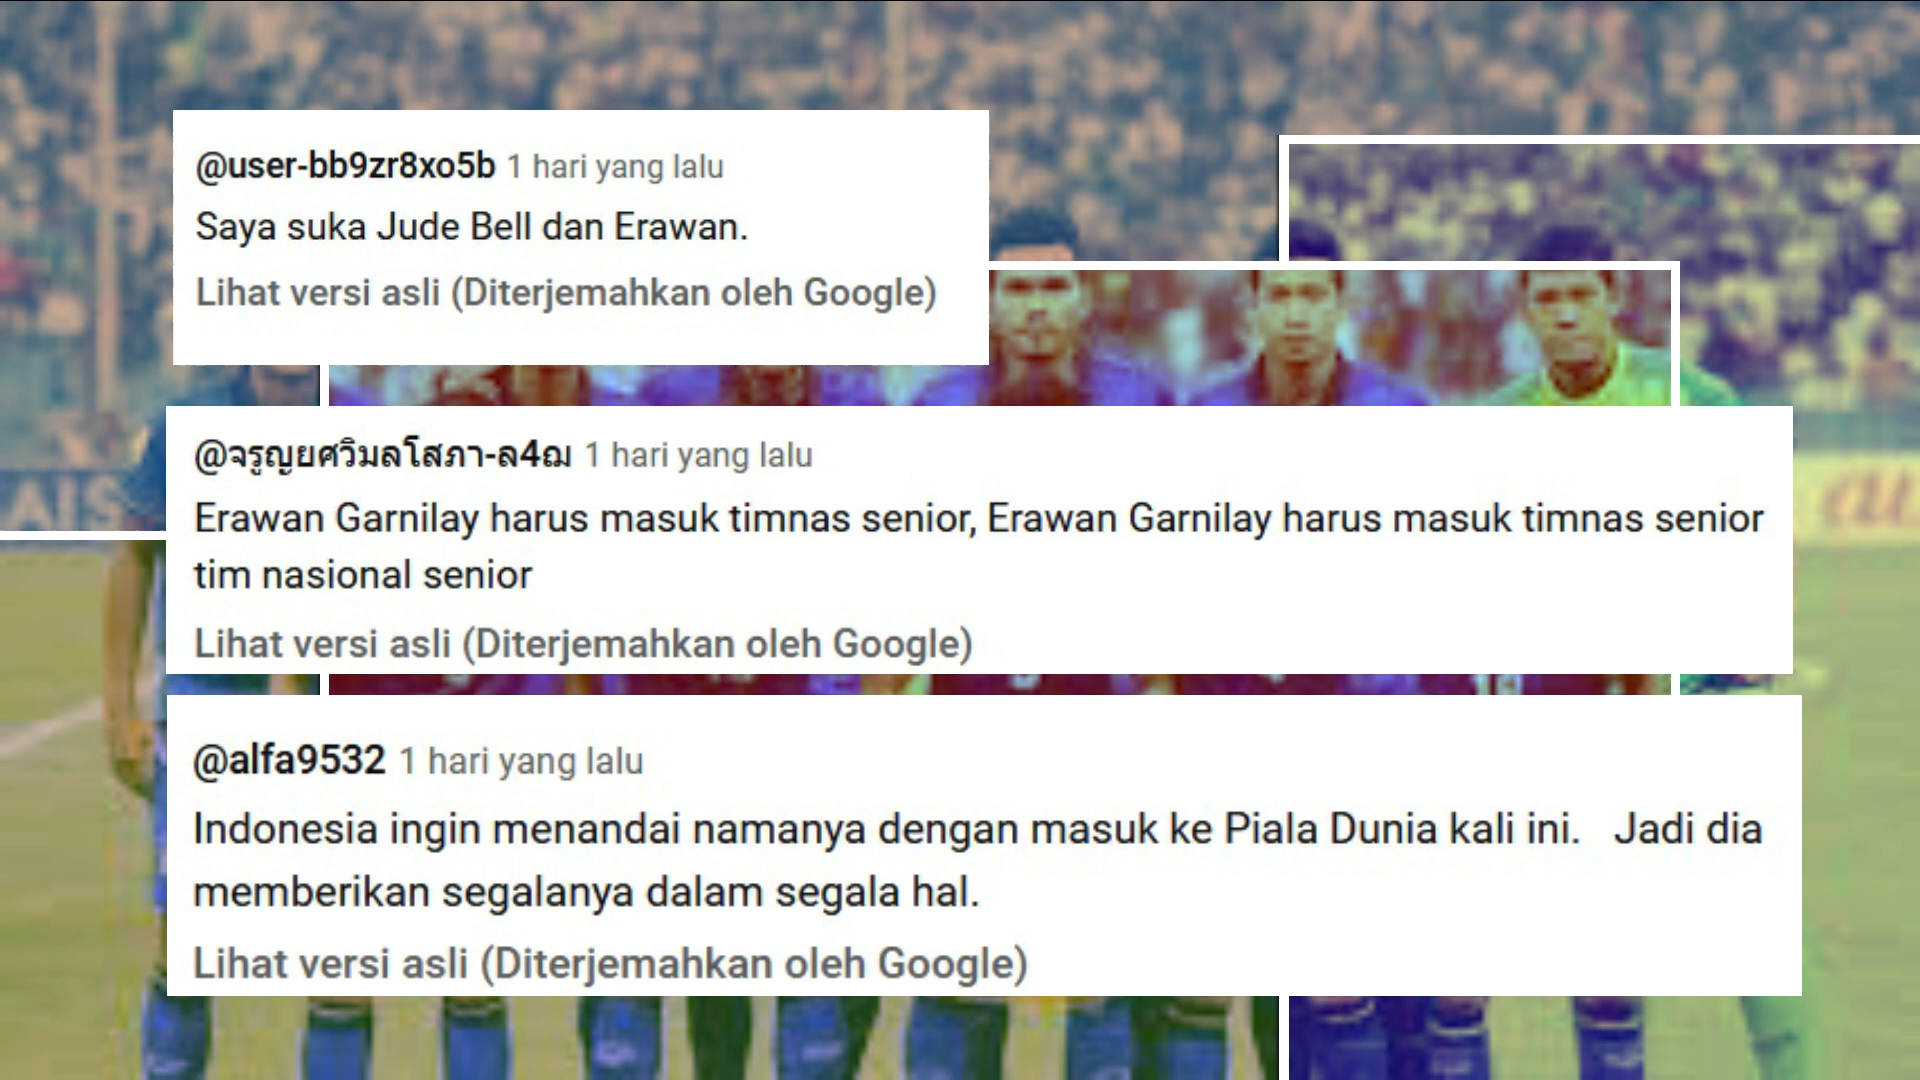 @user-bb9zr8xo5b 1 hari yang lalu
Saya suka Jude Bell dan Erawan.
Lihat versi asli (Diterjemahkan oleh Google)
@จรูญยศวิมลโสภา-ล4ฌ 1 hari yang lalu
Erawan Garnilay harus masuk timnas senior, Erawan Garnilay harus masuk timnas senior
tim nasional senior
Lihat versi asli (Diterjemahkan oleh Google)
AIS
@alfa9532 1 hari yang lalu
Indonesia ingin menandai namanya dengan masuk ke Piala Dunia kali ini. Jadi dia
memberikan segalanya dalam segala hal.
Lihat versi asli (Diterjemahkan oleh Google)